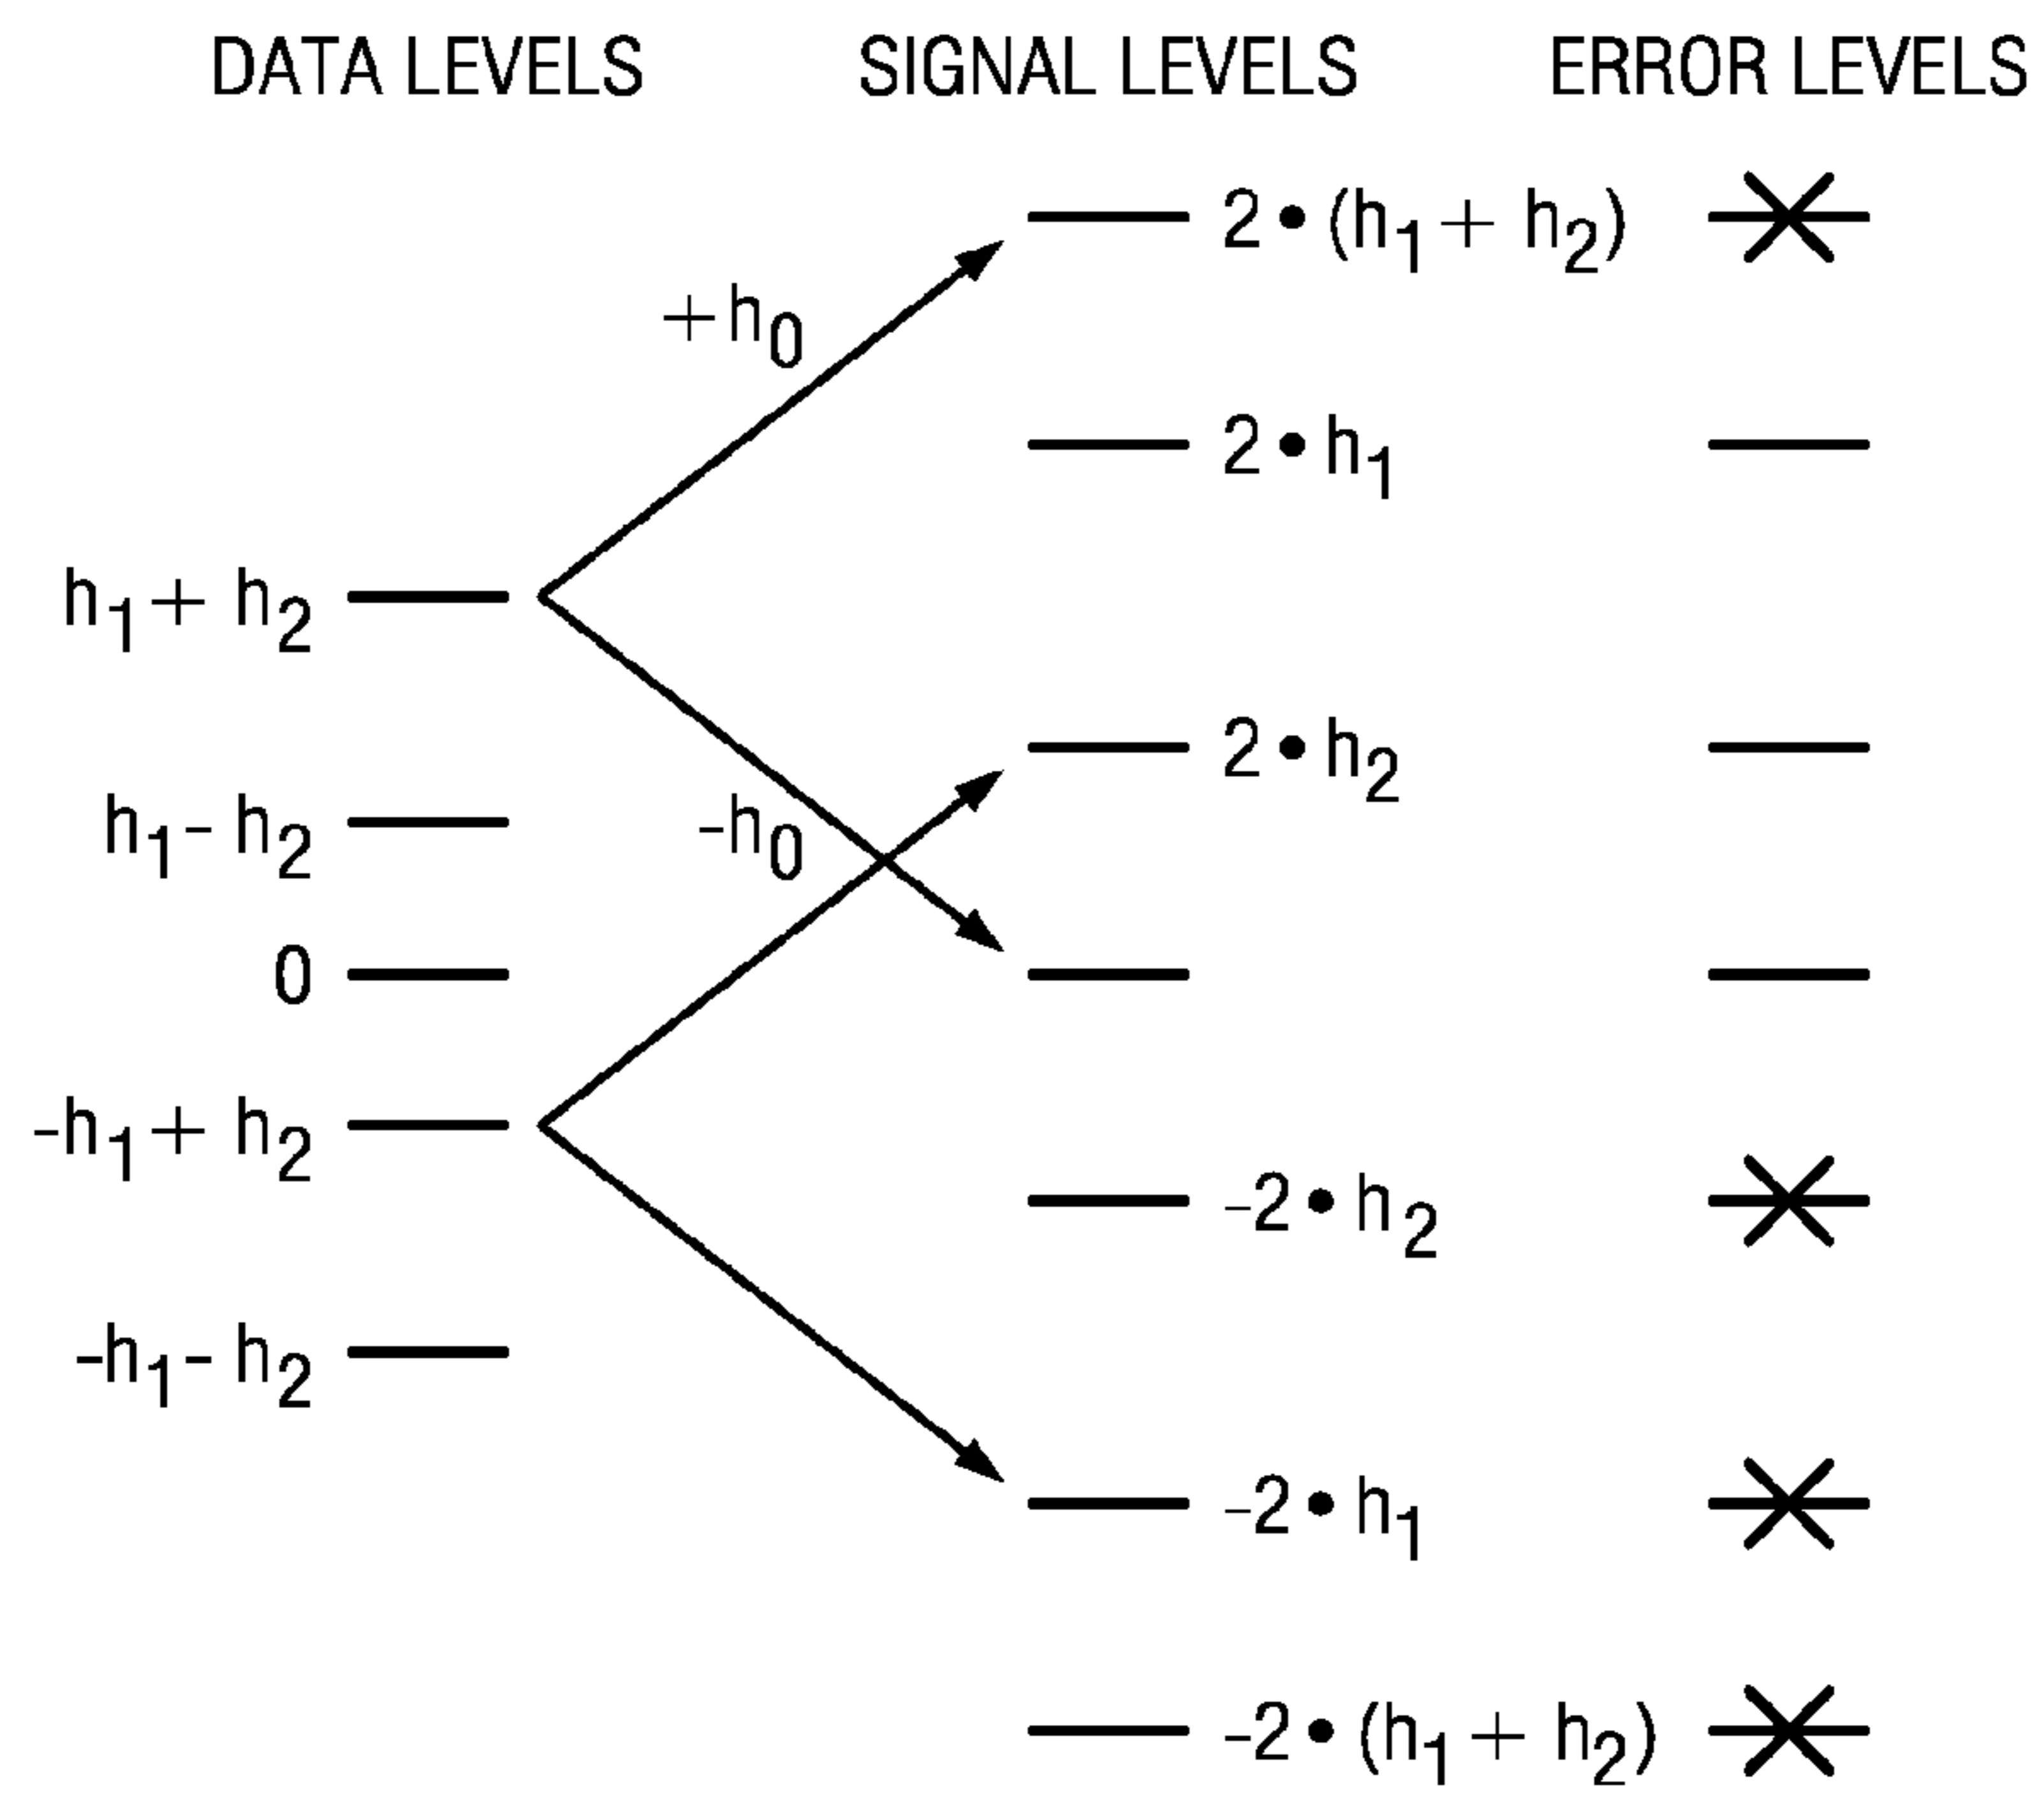 DATA LEVELS SIGNAL LEVELS ERROR LEVELS
2•(h1+ h2)
+h0
2•h1
h1+ h2
2•h2
h1- h2
-h0
0
-h1+ h2
-2•h2
-h1- h2
-2•h1
-2•(h1+ h2)